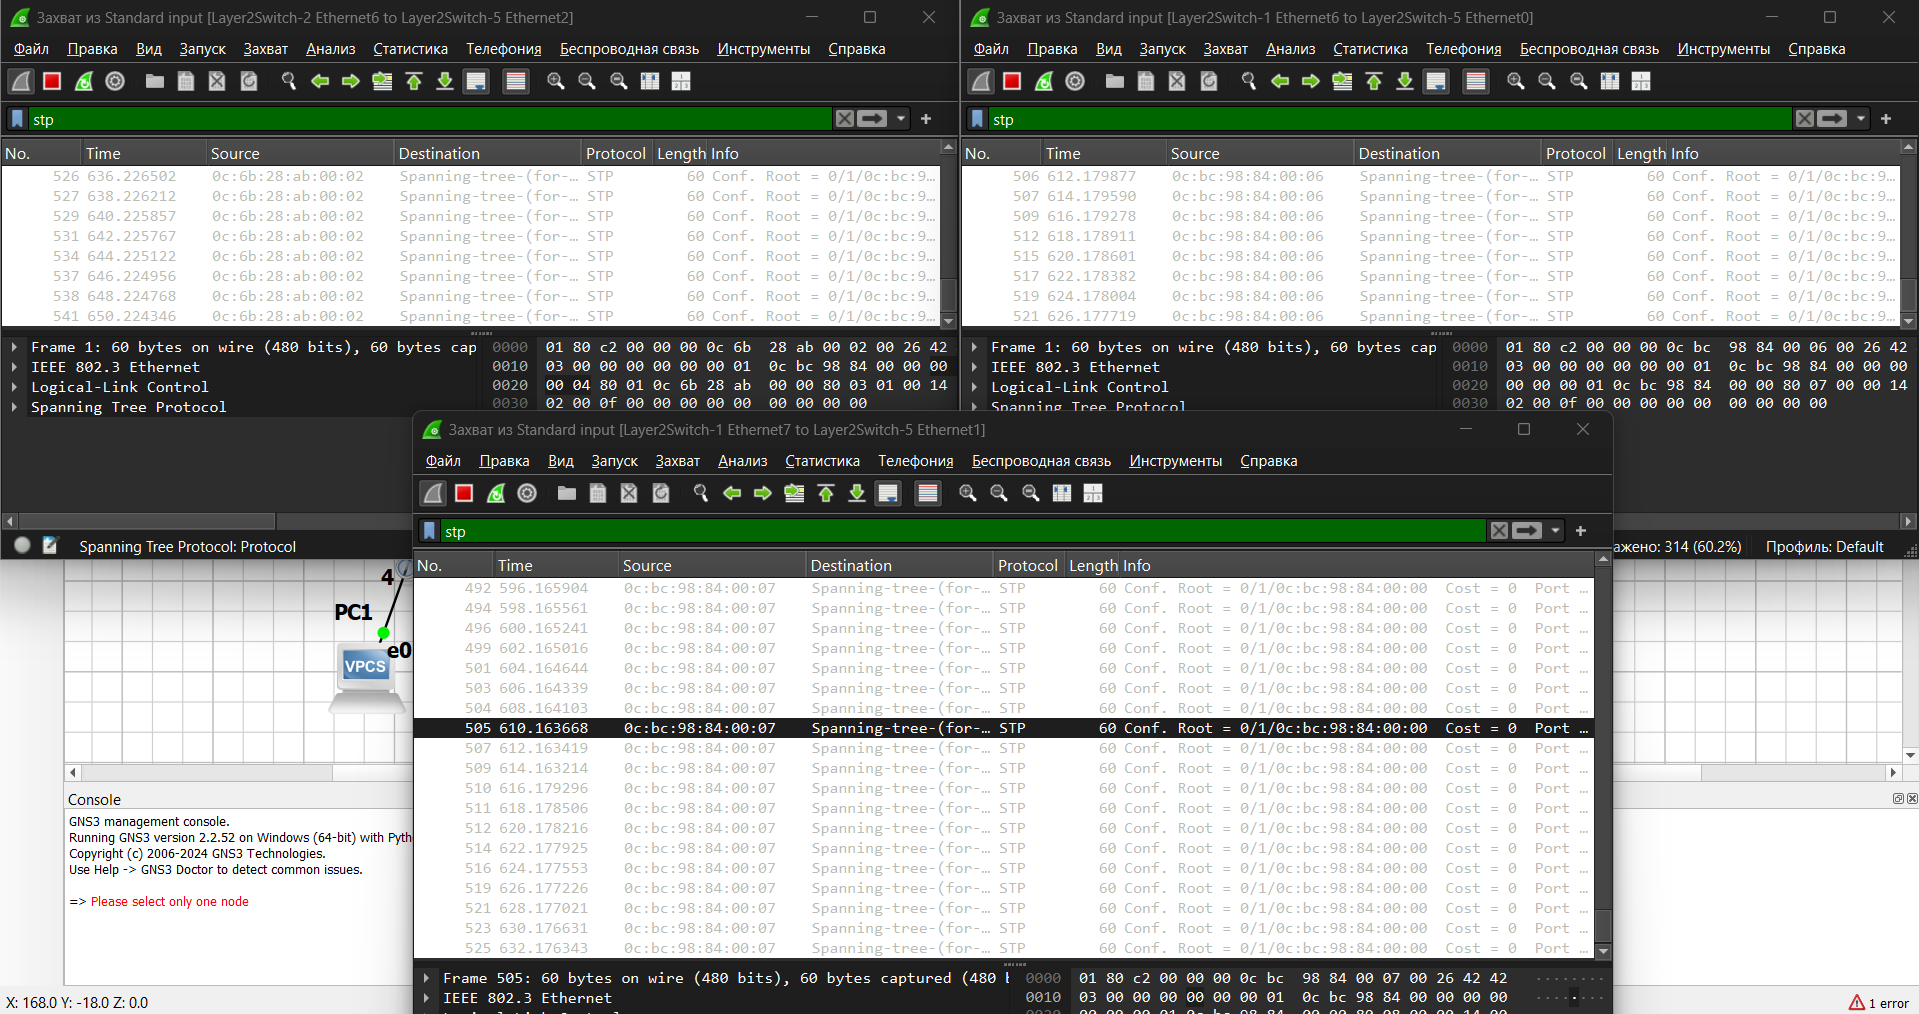 Захват из Standard input [Layer2Switch-2 Ethernet6 to Layer2Switch-5 Ethernet2]
Файл Правка Вид Запуск Захват Анализ Статистика Телефония Беспроводная связь Инструменты Справка
stp
No. Time Source Destination Protocol Length Info
526 636.226502 0c:6b:28:ab:00:02 Spanning-tree-(for-… STP 60 Conf. Root = 0/1/0c:bc:9…
527 638.226212 0c:6b:28:ab:00:02 Spanning-tree-(for-… STP 60 Conf. Root = 0/1/0c:bc:9…
529 640.225857 0c:6b:28:ab:00:02 Spanning-tree-(for-… STP 60 Conf. Root = 0/1/0c:bc:9…
531 642.225767 0c:6b:28:ab:00:02 Spanning-tree-(for-… STP 60 Conf. Root = 0/1/0c:bc:9…
534 644.225122 0c:6b:28:ab:00:02 Spanning-tree-(for-… STP 60 Conf. Root = 0/1/0c:bc:9…
537 646.224956 0c:6b:28:ab:00:02 Spanning-tree-(for-… STP 60 Conf. Root = 0/1/0c:bc:9…
538 648.224768 0c:6b:28:ab:00:02 Spanning-tree-(for-… STP 60 Conf. Root = 0/1/0c:bc:9…
541 650.224346 0c:6b:28:ab:00:02 Spanning-tree-(for-… STP 60 Conf. Root = 0/1/0c:bc:9…
Frame 1: 60 bytes on wire (480 bits), 60 bytes cap
IEEE 802.3 Ethernet
Logical-Link Control
Spanning Tree Protocol
0000 01 80 c2 00 00 00 0c 6b 28 ab 00 02 00 26 42
0010 03 00 00 00 00 00 00 01 0c bc 98 84 00 00 00
0020 00 04 80 01 0c 6b 28 ab 00 00 80 03 01 00 14
0030 02 00 0f 00 00 00 00 00 00 00 00 00
Spanning Tree Protocol: Protocol
Захват из Standard input [Layer2Switch-1 Ethernet6 to Layer2Switch-5 Ethernet0]
Файл Правка Вид Запуск Захват Анализ Статистика Телефония Беспроводная связь Инструменты Справка
stp
No. Time Source Destination Protocol Length Info
506 612.179877 0c:bc:98:84:00:06 Spanning-tree-(for-… STP 60 Conf. Root = 0/1/0c:bc:9…
507 614.179590 0c:bc:98:84:00:06 Spanning-tree-(for-… STP 60 Conf. Root = 0/1/0c:bc:9…
509 616.179278 0c:bc:98:84:00:06 Spanning-tree-(for-… STP 60 Conf. Root = 0/1/0c:bc:9…
512 618.178911 0c:bc:98:84:00:06 Spanning-tree-(for-… STP 60 Conf. Root = 0/1/0c:bc:9…
515 620.178601 0c:bc:98:84:00:06 Spanning-tree-(for-… STP 60 Conf. Root = 0/1/0c:bc:9…
517 622.178382 0c:bc:98:84:00:06 Spanning-tree-(for-… STP 60 Conf. Root = 0/1/0c:bc:9…
519 624.178004 0c:bc:98:84:00:06 Spanning-tree-(for-… STP 60 Conf. Root = 0/1/0c:bc:9…
521 626.177719 0c:bc:98:84:00:06 Spanning-tree-(for-… STP 60 Conf. Root = 0/1/0c:bc:9…
Frame 1: 60 bytes on wire (480 bits), 60 bytes cap
IEEE 802.3 Ethernet
Logical-Link Control
Spanning Tree Protocol
0000 01 80 c2 00 00 00 0c bc 98 84 00 06 00 26 42
0010 03 00 00 00 00 00 00 01 0c bc 98 84 00 00 00
0020 00 00 00 01 0c bc 98 84 00 00 80 07 00 00 14
0030 02 00 0f 00 00 00 00 00 00 00 00 00
ажено: 314 (60.2%) Профиль: Default
Захват из Standard input [Layer2Switch-1 Ethernet7 to Layer2Switch-5 Ethernet1]
Файл Правка Вид Запуск Захват Анализ Статистика Телефония Беспроводная связь Инструменты Справка
stp
No. Time Source Destination Protocol Length Info
492 596.165904 0c:bc:98:84:00:07 Spanning-tree-(for-… STP 60 Conf. Root = 0/1/0c:bc:98:84:00:00 Cost = 0 Port …
494 598.165561 0c:bc:98:84:00:07 Spanning-tree-(for-… STP 60 Conf. Root = 0/1/0c:bc:98:84:00:00 Cost = 0 Port …
496 600.165241 0c:bc:98:84:00:07 Spanning-tree-(for-… STP 60 Conf. Root = 0/1/0c:bc:98:84:00:00 Cost = 0 Port …
499 602.165016 0c:bc:98:84:00:07 Spanning-tree-(for-… STP 60 Conf. Root = 0/1/0c:bc:98:84:00:00 Cost = 0 Port …
501 604.164644 0c:bc:98:84:00:07 Spanning-tree-(for-… STP 60 Conf. Root = 0/1/0c:bc:98:84:00:00 Cost = 0 Port …
503 606.164339 0c:bc:98:84:00:07 Spanning-tree-(for-… STP 60 Conf. Root = 0/1/0c:bc:98:84:00:00 Cost = 0 Port …
504 608.164103 0c:bc:98:84:00:07 Spanning-tree-(for-… STP 60 Conf. Root = 0/1/0c:bc:98:84:00:00 Cost = 0 Port …
505 610.163668 0c:bc:98:84:00:07 Spanning-tree-(for-… STP 60 Conf. Root = 0/1/0c:bc:98:84:00:00 Cost = 0 Port …
507 612.163419 0c:bc:98:84:00:07 Spanning-tree-(for-… STP 60 Conf. Root = 0/1/0c:bc:98:84:00:00 Cost = 0 Port …
509 614.163214 0c:bc:98:84:00:07 Spanning-tree-(for-… STP 60 Conf. Root = 0/1/0c:bc:98:84:00:00 Cost = 0 Port …
510 616.179296 0c:bc:98:84:00:07 Spanning-tree-(for-… STP 60 Conf. Root = 0/1/0c:bc:98:84:00:00 Cost = 0 Port …
511 618.178506 0c:bc:98:84:00:07 Spanning-tree-(for-… STP 60 Conf. Root = 0/1/0c:bc:98:84:00:00 Cost = 0 Port …
512 620.178216 0c:bc:98:84:00:07 Spanning-tree-(for-… STP 60 Conf. Root = 0/1/0c:bc:98:84:00:00 Cost = 0 Port …
514 622.177925 0c:bc:98:84:00:07 Spanning-tree-(for-… STP 60 Conf. Root = 0/1/0c:bc:98:84:00:00 Cost = 0 Port …
516 624.177553 0c:bc:98:84:00:07 Spanning-tree-(for-… STP 60 Conf. Root = 0/1/0c:bc:98:84:00:00 Cost = 0 Port …
519 626.177226 0c:bc:98:84:00:07 Spanning-tree-(for-… STP 60 Conf. Root = 0/1/0c:bc:98:84:00:00 Cost = 0 Port …
521 628.177021 0c:bc:98:84:00:07 Spanning-tree-(for-… STP 60 Conf. Root = 0/1/0c:bc:98:84:00:00 Cost = 0 Port …
523 630.176631 0c:bc:98:84:00:07 Spanning-tree-(for-… STP 60 Conf. Root = 0/1/0c:bc:98:84:00:00 Cost = 0 Port …
525 632.176343 0c:bc:98:84:00:07 Spanning-tree-(for-… STP 60 Conf. Root = 0/1/0c:bc:98:84:00:00 Cost = 0 Port …
Frame 505: 60 bytes on wire (480 bits), 60 bytes captured (480 b
IEEE 802.3 Ethernet
0000 01 80 c2 00 00 00 0c bc 98 84 00 07 00 26 42 42 ········ ········
0010 03 00 00 00 00 00 00 01 0c bc 98 84 00 00 00 00 ········ ········
4
PC1
e0
VPCS
Console
GNS3 management console.
Running GNS3 version 2.2.52 on Windows (64-bit) with Pyth
Copyright (c) 2006-2024 GNS3 Technologies.
Use Help -> GNS3 Doctor to detect common issues.
=> Please select only one node
X: 168.0 Y: -18.0 Z: 0.0
1 error